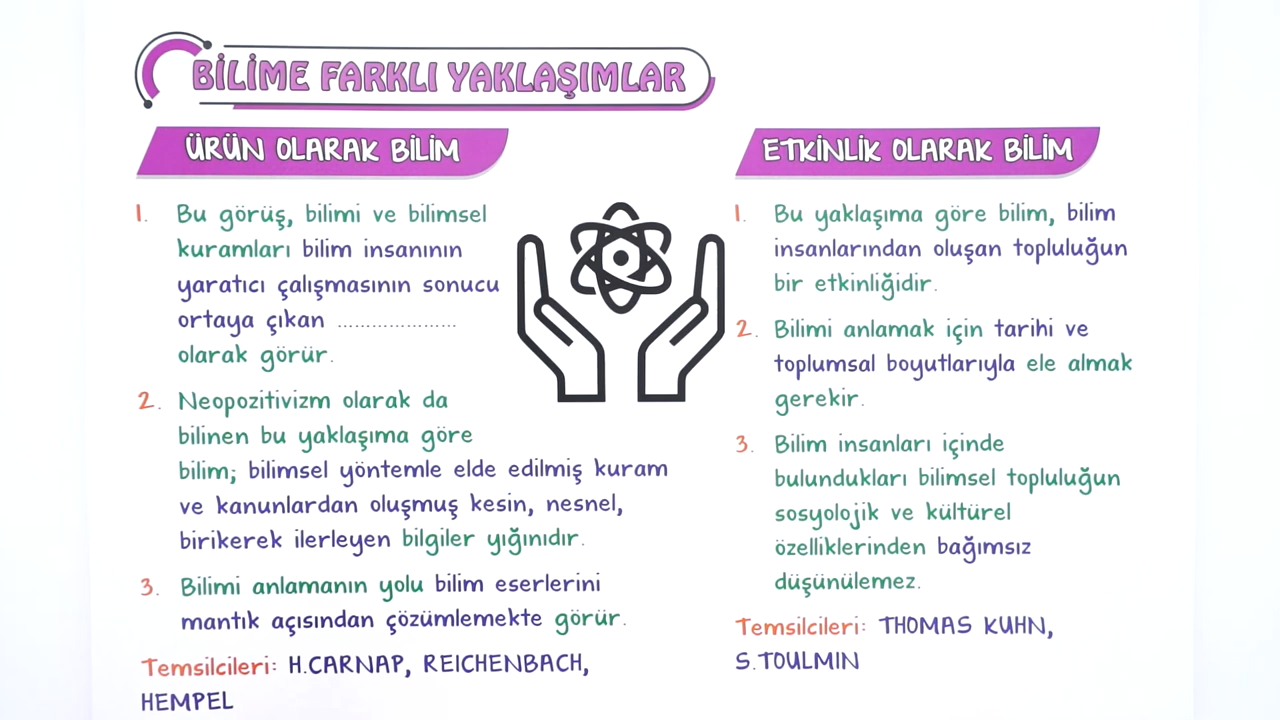 BİLİME FARKLI YAKLAŞIMLAR
ÜRÜN OLARAK BİLİM
1. Bu görüş, bilimi ve bilimsel
kuramları bilim insanının
yaratıcı çalışmasının sonucu
ortaya çıkan .....................
olarak görür.
2. Neopozitivizm olarak da
bilinen bu yaklaşıma göre
bilim; bilimsel yöntemle elde edilmiş kuram
ve kanunlardan oluşmuş kesin, nesnel,
birikerek ilerleyen bilgiler yığınıdır.
3. Bilimi anlamanın yolu bilim eserlerini
mantık açısından çözümlemekte görür.
Temsilcileri: H.CARNAP, REICHENBACH,
HEMPEL
ETKİNLİK OLARAK BİLİM
1. Bu yaklaşıma göre bilim, bilim
insanlarından oluşan topluluğun
bir etkinliğidir.
2. Bilimi anlamak için tarihi ve
toplumsal boyutlarıyla ele almak
gerekir.
3. Bilim insanları içinde
bulundukları bilimsel topluluğun
sosyolojik ve kültürel
özelliklerinden bağımsız
düşünülemez.
Temsilcileri: THOMAS KUHN,
S.TOULMIN